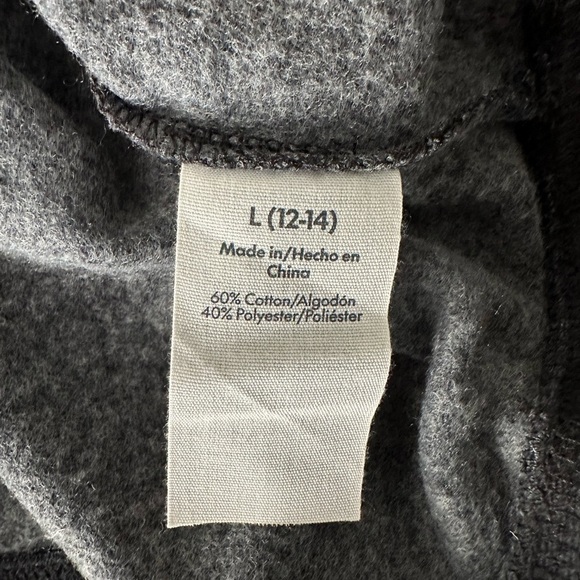 L (12-14)
Made in/Hecho en
China
60% Cotton/Algodón
40% Polyester/Poliéster